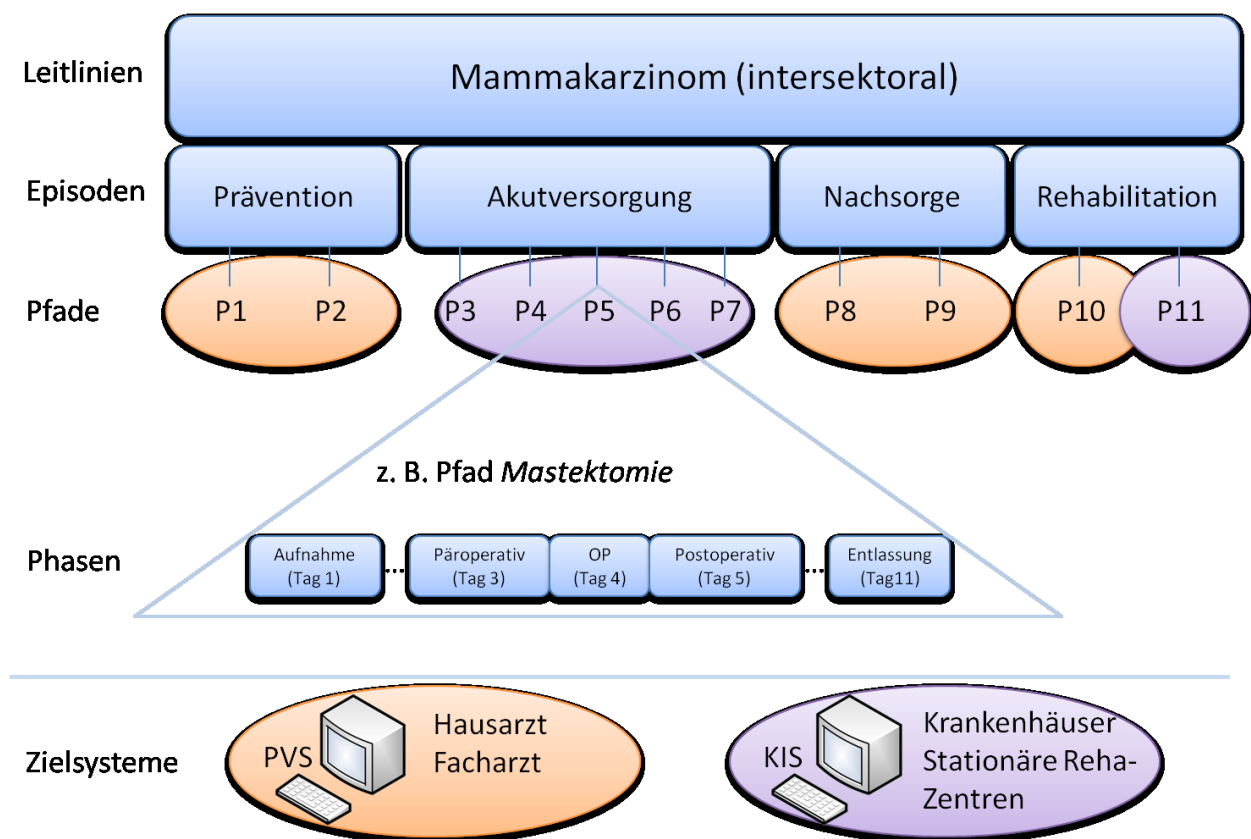 Leitlinien
Mammakarzinom (intersektoral)
Episoden
Prävention
Akutversorgung
Nachsorge
Rehabilitation
Pfade
P1
P2
P3
P4
P5
P6
P7
P8
P9
P10
P11
z. B. Pfad Mastektomie
Phasen
Aufnahme
(Tag 1)
....
Päroperativ
(Tag 3)
OP
(Tag 4)
Postoperativ
(Tag 5)
....
Entlassung
(Tag11)
Zielsysteme
PVS
Hausarzt
Facharzt
KIS
Krankenhäuser
Stationäre Reha-
Zentren